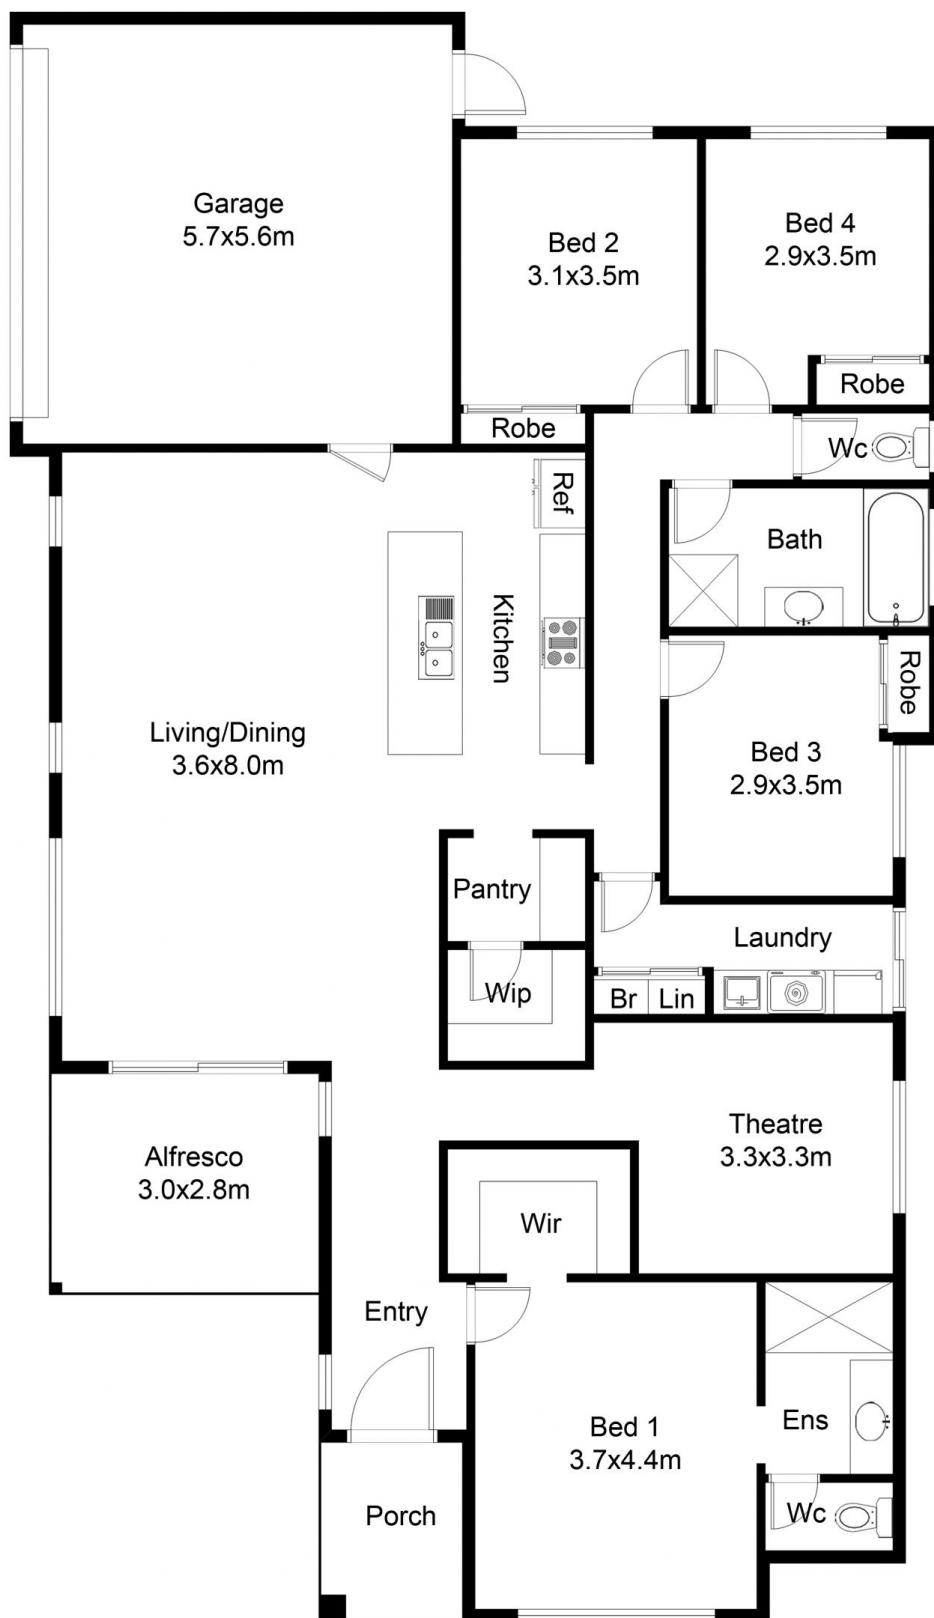 Garage
5.7x5.6m
Bed 2
3.1x3.5m
Bed 4
2.9x3.5m
Robe
Robe
Wc
Ref
Bath
Kitchen
Robe
Living/Dining
3.6x8.0m
Bed 3
2.9x3.5m
Pantry
Laundry
Wip
Br
Lin
Theatre
3.3x3.3m
Alfresco
3.0x2.8m
Wir
Entry
Bed 1
3.7x4.4m
Ens
Porch
Wc